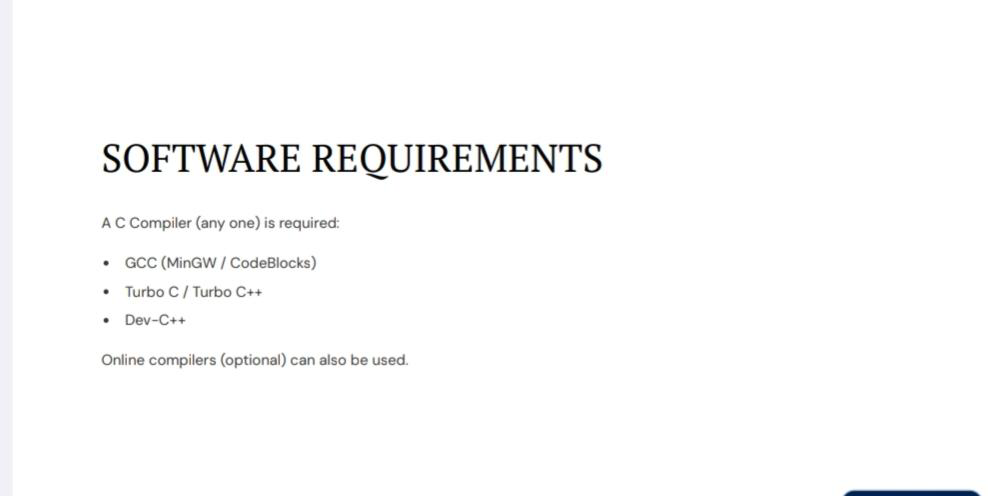 SOFTWARE REQUIREMENTS
A C Compiler (any one) is required:
• GCC (MinGW / CodeBlocks)
• Turbo C / Turbo C++
• Dev-C++
Online compilers (optional) can also be used.